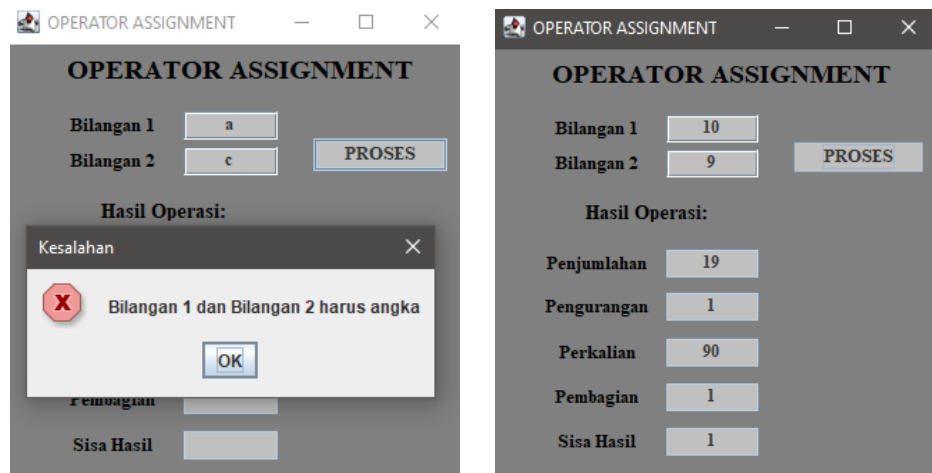 OPERATOR ASSIGNMENT
OPERATOR ASSIGNMENT
Bilangan 1 a
Bilangan 2 c
PROSES
Hasil Operasi:
Kesalahan
X
Bilangan 1 dan Bilangan 2 harus angka
OK
Pembagian
Sisa Hasil
OPERATOR ASSIGNMENT
OPERATOR ASSIGNMENT
Bilangan 1 10
Bilangan 2 9
PROSES
Hasil Operasi:
Penjumlahan 19
Pengurangan 1
Perkalian 90
Pembagian 1
Sisa Hasil 1